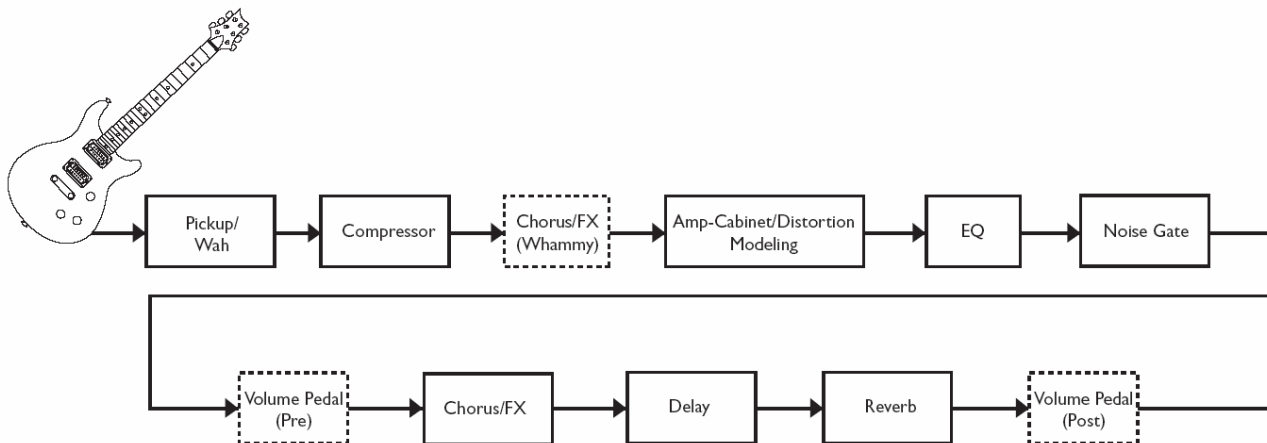 Pickup/
Wah
Compressor
Chorus/FX
(Whammy)
Amp-Cabinet/Distortion
Modeling
EQ
Noise Gate
Volume Pedal
(Pre)
Chorus/FX
Delay
Reverb
Volume Pedal
(Post)